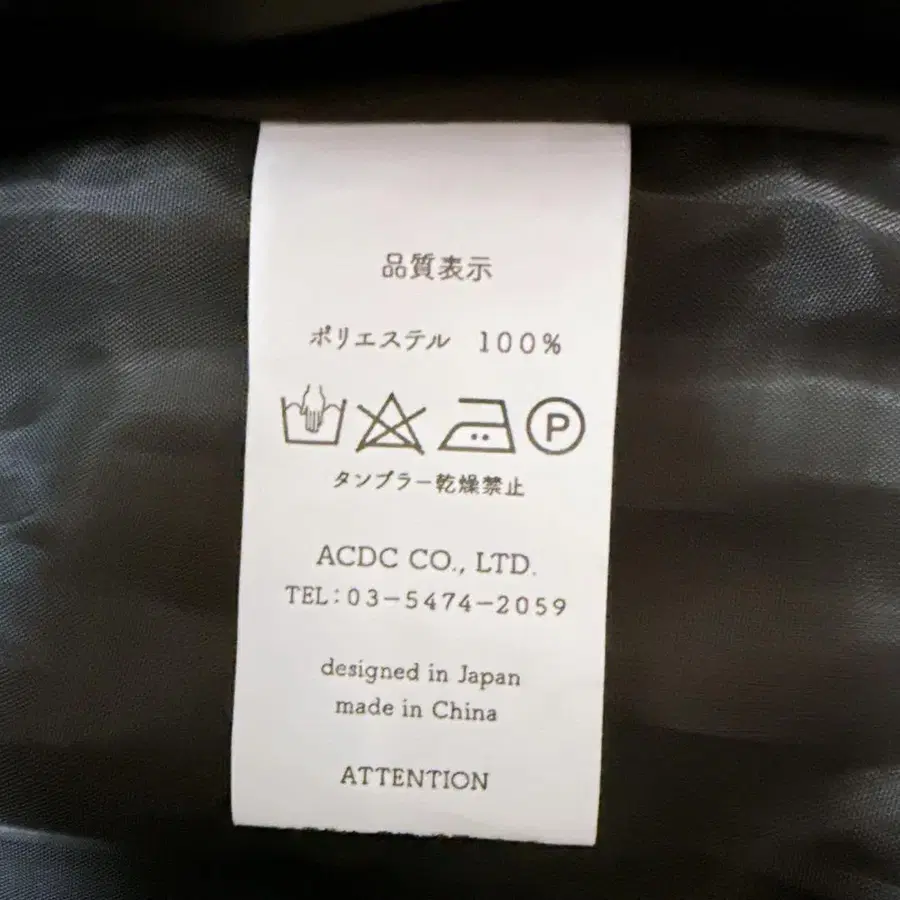 品質表示
ポリエステル 100%
P
タンブラー乾燥禁止
ACDC CO., LTD.
TEL:03-5474-2059
designed in Japan
made in China
ATTENTION